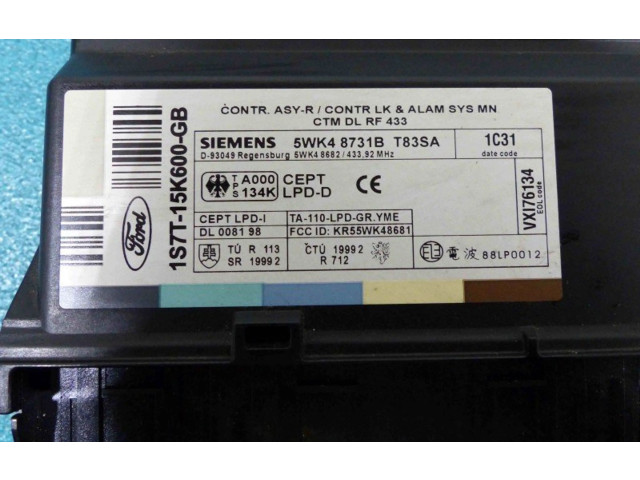 CONTR. ASY-R / CONTR LK & ALAM SYS MN
CTM DL RF 433
SIEMENS 5WK4 8731B T83SA
D-93049 Regensburg 5WK4 8682 / 433,92 MHz
1C31
date code
T A000
P
S 134K
CEPT
LPD-D
CE
CEPT LPD-I
DL 0081 98
TA-110-LPD-GR.YME
FCC ID: KR55WK48681
TÚ R 113
SR 1999 2
ČTÚ 1999 2
R 712
電波 88LP0012
VXI76134
EOL code
Ford
1S7T-15K600-GB